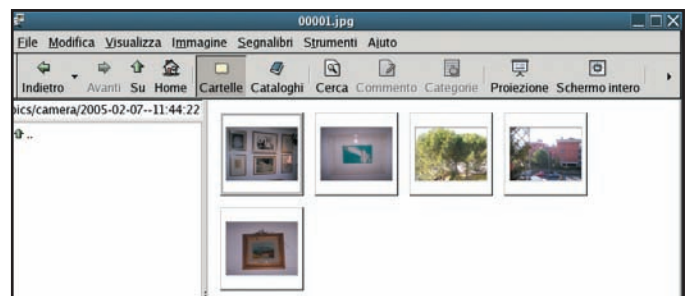 00001.jpg
File Modifica Visualizza Immagine Segnalibri Strumenti Aiuto
Indietro Avanti Su Home Cartelle Cataloghi Cerca Commento Categorie Proiezione Schermo intero
pics/camera/2005-02-07--11:44:22
..